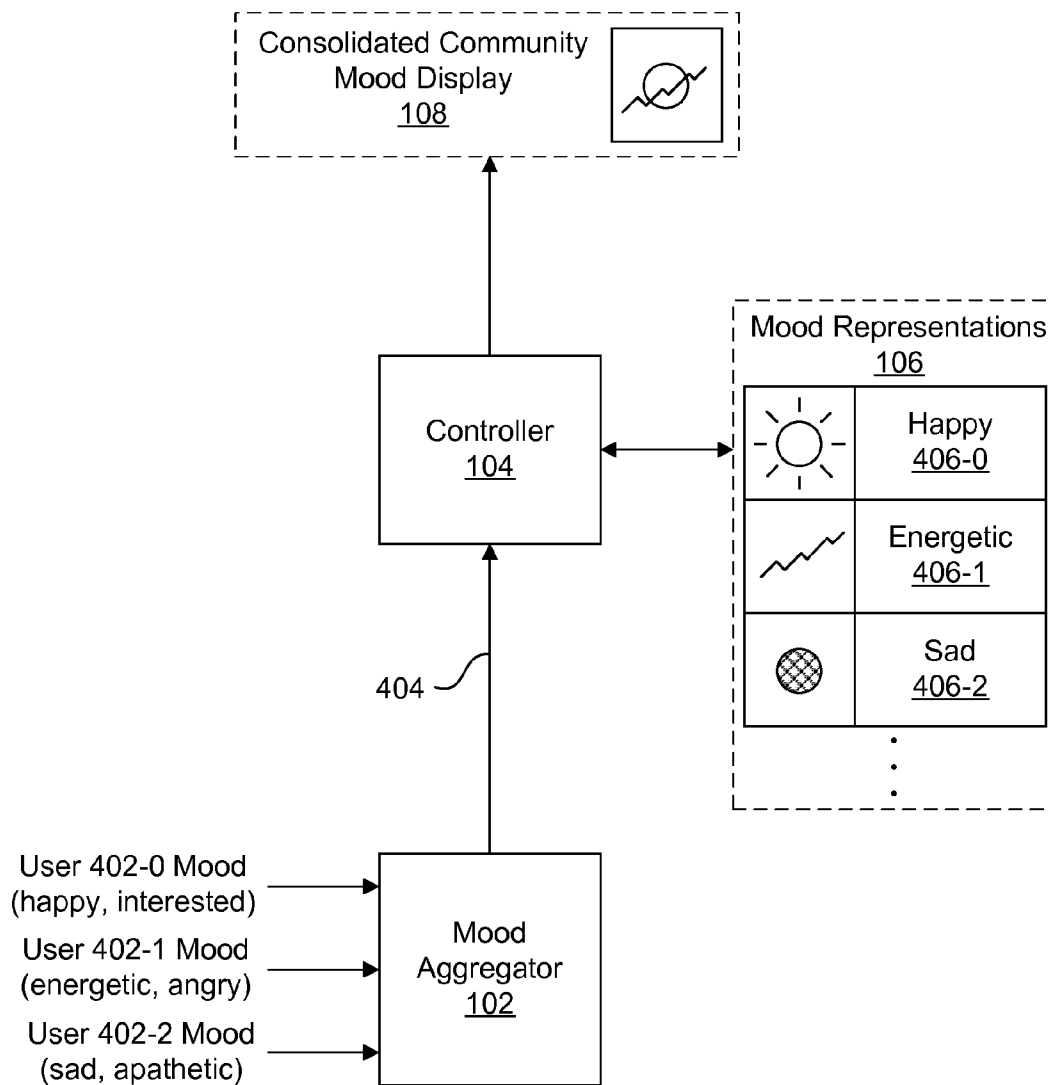 Consolidated Community
Mood Display
108
Mood Representations
106
Happy
406-0
Controller
104
Energetic
406-1
Sad
406-2
404
User 402-0 Mood
(happy, interested)
User 402-1 Mood
(energetic, angry)
User 402-2 Mood
(sad, apathetic)
Mood
Aggregator
102